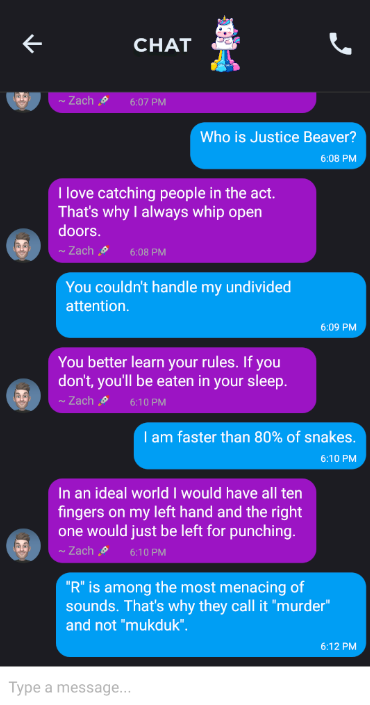 CHAT
~ Zach
6:07 PM
Who is Justice Beaver?
6:08 PM
I love catching people in the act.
That's why I always whip open
doors.
~ Zach
6:08 PM
You couldn't handle my undivided
attention.
6:09 PM
You better learn your rules. If you
don't, you'll be eaten in your sleep.
~ Zach
6:10 PM
I am faster than 80% of snakes.
6:10 PM
In an ideal world I would have all ten
fingers on my left hand and the right
one would just be left for punching.
~ Zach
6:10 PM
"R" is among the most menacing of
sounds. That's why they call it "murder"
and not "mukduk".
6:12 PM
Type a message...